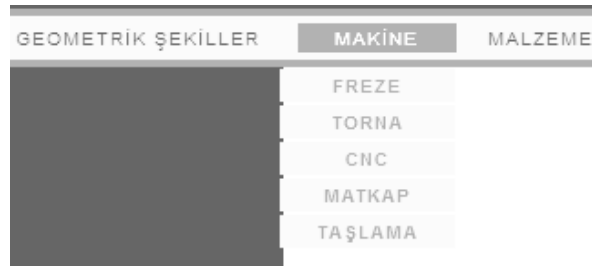 GEOMETRİK ŞEKİLLER MAKİNE MALZEME
FREZE
TORNA
CNC
MATKAP
TAŞLAMA